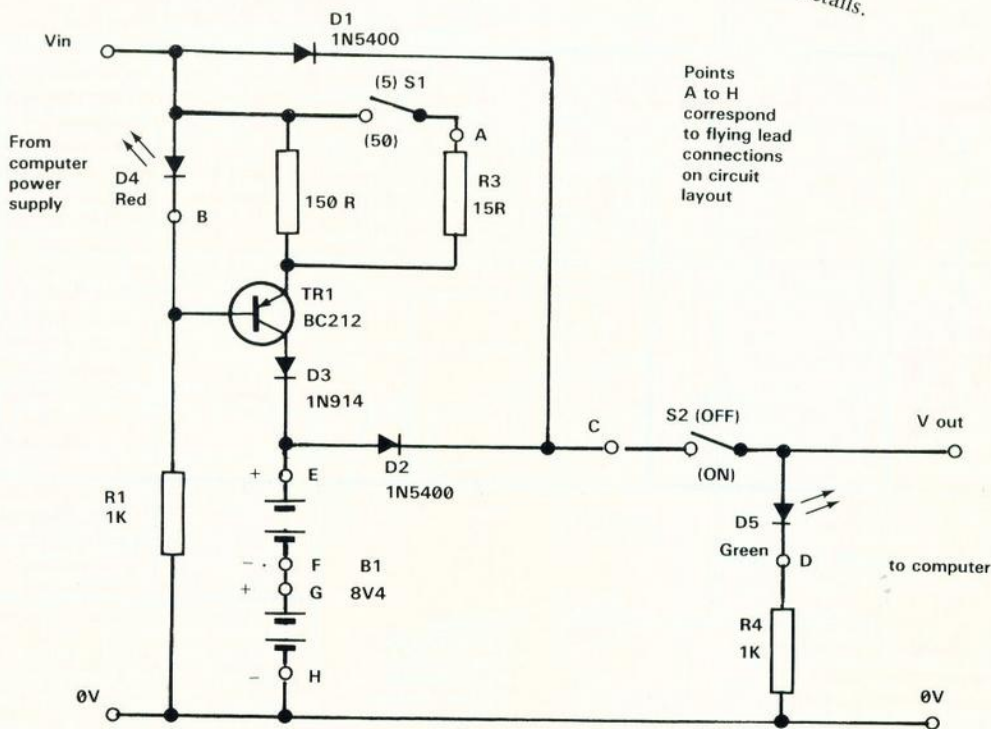 etails.
D1
1N5400
Vin
(5) S1
(50)
A
Points
A to H
correspond
to flying lead
connections
on circuit
layout
From
computer
power
supply
D4
Red
B
150 R
R3
15R
TR1
BC212
D3
1N914
C
S2 (OFF)
(ON)
V out
+ E
D2
1N5400
R1
1K
- F
B1
+ G
8V4
D5
Green
D
to computer
R4
1K
- H
0V
0V